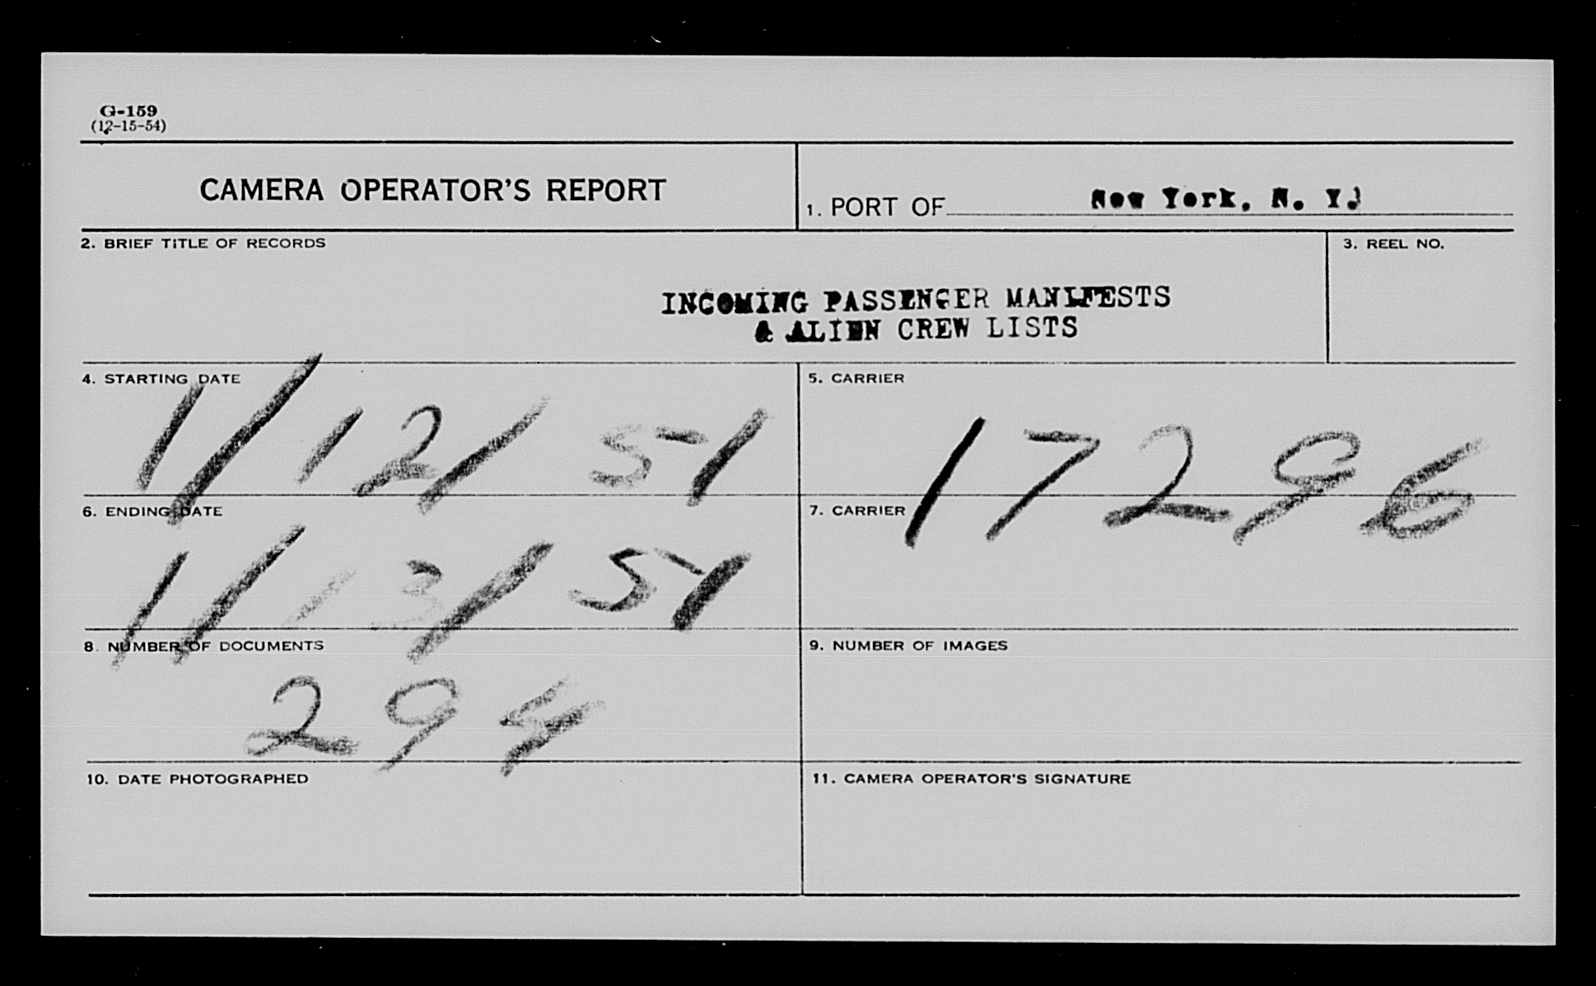 G-159
(12-15-54)
CAMERA OPERATOR'S REPORT
1. PORT OF New York, N. Y.
2. BRIEF TITLE OF RECORDS
INCOMING PASSENGER MANIFESTS
& ALIEN CREW LISTS
3. REEL NO.
4. STARTING DATE
1/12/51
5. CARRIER
17296
6. ENDING DATE
1/13/51
7. CARRIER
8. NUMBER OF DOCUMENTS
294
9. NUMBER OF IMAGES
10. DATE PHOTOGRAPHED
11. CAMERA OPERATOR'S SIGNATURE